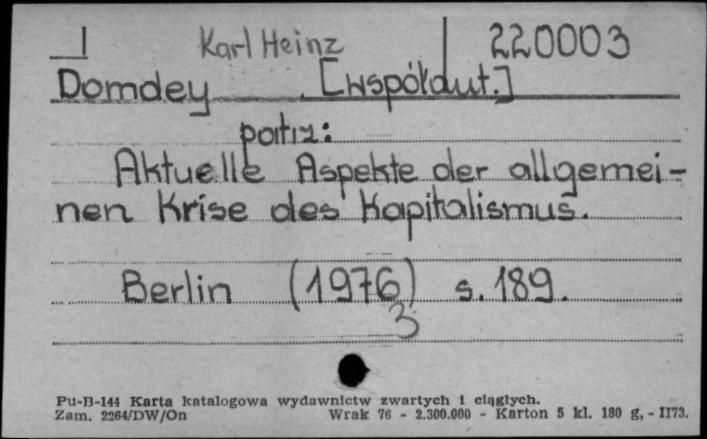 I Karl Heinz 220003
Domdey [współaut.]
patrz:
Aktuelle Aspekte der allgemei-
nen Krise des Kapitalismus.
Berlin (1976) s. 189.
3
Pu-B-144 Karta katalogowa wydawnictw zwartych i ciągłych.
Zam. 2264/DW/On Wrak 76 - 2.300.000 - Karton 5 kl. 180 g, - II73.